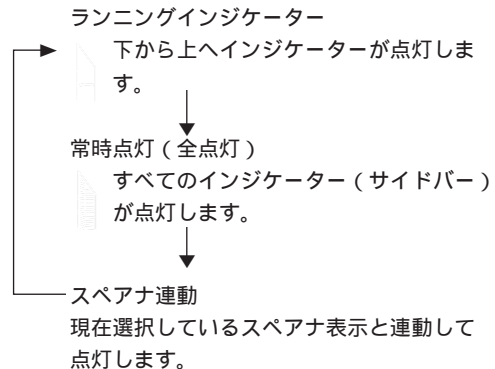 ランニングインジケーター
下から上へインジケーターが点灯しま
す。
常時点灯（全点灯）
すべてのインジケーター（サイドバー）
が点灯します。
スペアナ連動
現在選択しているスペアナ表示と連動して
点灯します。